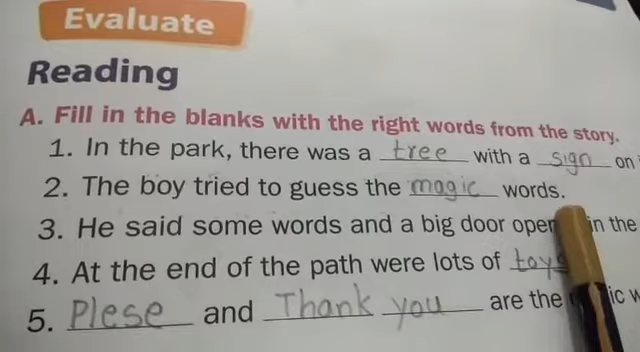 Evaluate
Reading
A. Fill in the blanks with the right words from the story.
1. In the park, there was a tree with a sign on
2. The boy tried to guess the magic words.
3. He said some words and a big door open in the
4. At the end of the path were lots of toys
5. Plese and Thank you are the